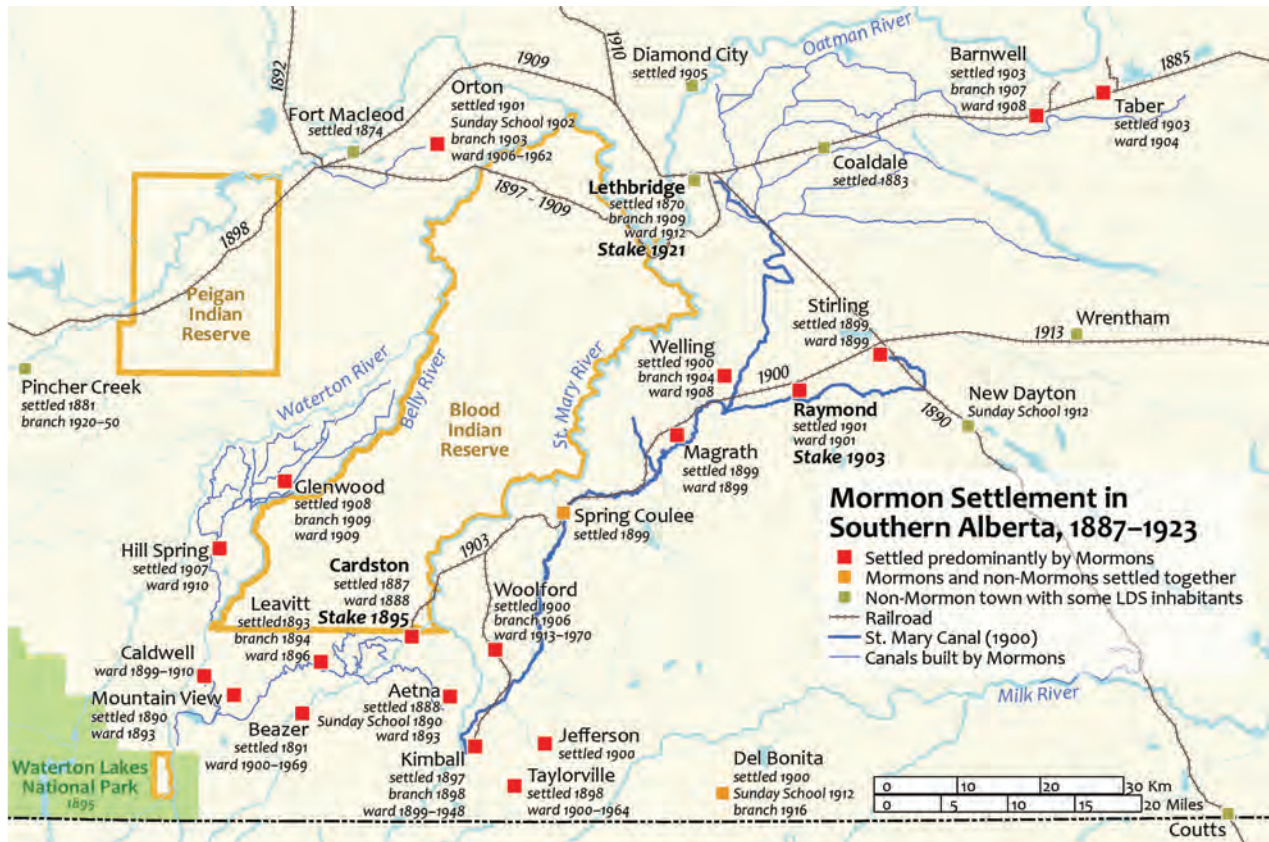 1892
1909
1910
Oatman River
Diamond City
settled 1905
Barnwell
settled 1903
branch 1907
ward 1908
1885
Taber
settled 1903
ward 1904
Orton
settled 1901
Sunday School 1902
branch 1903
ward 1906–1962
Fort Macleod
settled 1874
Coaldale
settled 1883
Lethbridge
settled 1870
branch 1909
ward 1912
Stake 1921
1897 - 1909
1898
Peigan
Indian
Reserve
Pincher Creek
settled 1881
branch 1920–50
Waterton River
Belly River
Blood
Indian
Reserve
St. Mary River
Stirling
settled 1899
ward 1899
1913
Wrentham
Welling
settled 1900
branch 1904
ward 1908
1900
Raymond
settled 1901
ward 1901
Stake 1903
1890
New Dayton
Sunday School 1912
Magrath
settled 1899
ward 1899
Glenwood
settled 1908
branch 1909
ward 1909
Spring Coulee
settled 1899
Hill Spring
settled 1907
ward 1910
1903
Cardston
settled 1887
ward 1888
Stake 1895
Woolford
settled 1900
branch 1906
ward 1913–1970
Leavitt
settled1893
branch 1894
ward 1896
Caldwell
ward 1899–1910
Mountain View
settled 1890
ward 1893
Beazer
settled 1891
ward 1900–1969
Aetna
settled 1888
Sunday School 1890
ward 1893
Kimball
settled 1897
branch 1898
ward 1899–1948
Jefferson
settled 1900
Taylorville
settled 1898
ward 1900–1964
Del Bonita
settled 1900
Sunday School 1912
branch 1916
Waterton Lakes
National Park
1895
Mormon Settlement in
Southern Alberta, 1887–1923
Settled predominantly by Mormons
Mormons and non-Mormons settled together
Non-Mormon town with some LDS inhabitants
Railroad
St. Mary Canal (1900)
Canals built by Mormons
Milk River
0 10 20 30 Km
0 5 10 15 20 Miles
Coutts